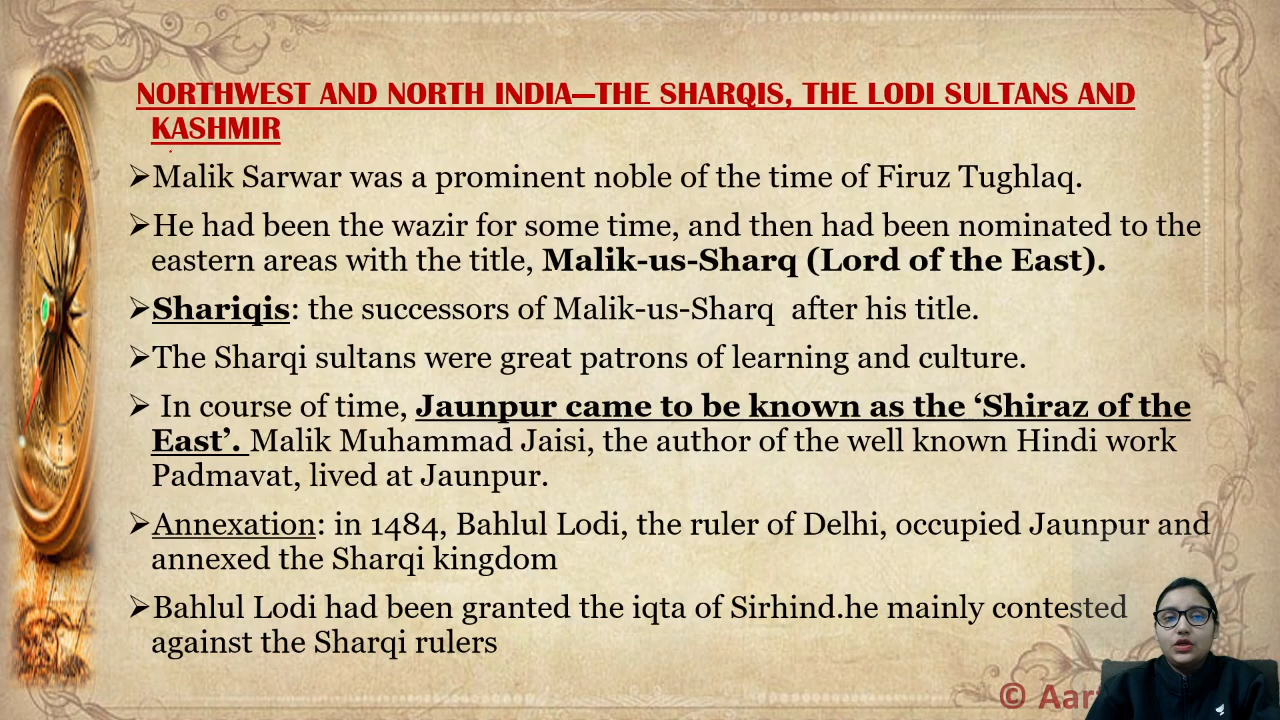 NORTHWEST AND NORTH INDIA—THE SHARQIS, THE LODI SULTANS AND
KASHMIR
➢Malik Sarwar was a prominent noble of the time of Firuz Tughlaq.
➢He had been the wazir for some time, and then had been nominated to the
eastern areas with the title, Malik-us-Sharq (Lord of the East).
➢Shariqis: the successors of Malik-us-Sharq  after his title.
➢The Sharqi sultans were great patrons of learning and culture.
➢ In course of time, Jaunpur came to be known as the ‘Shiraz of the
East’. Malik Muhammad Jaisi, the author of the well known Hindi work
Padmavat, lived at Jaunpur.
➢Annexation: in 1484, Bahlul Lodi, the ruler of Delhi, occupied Jaunpur and
annexed the Sharqi kingdom
➢Bahlul Lodi had been granted the iqta of Sirhind.he mainly contested
against the Sharqi rulers
©